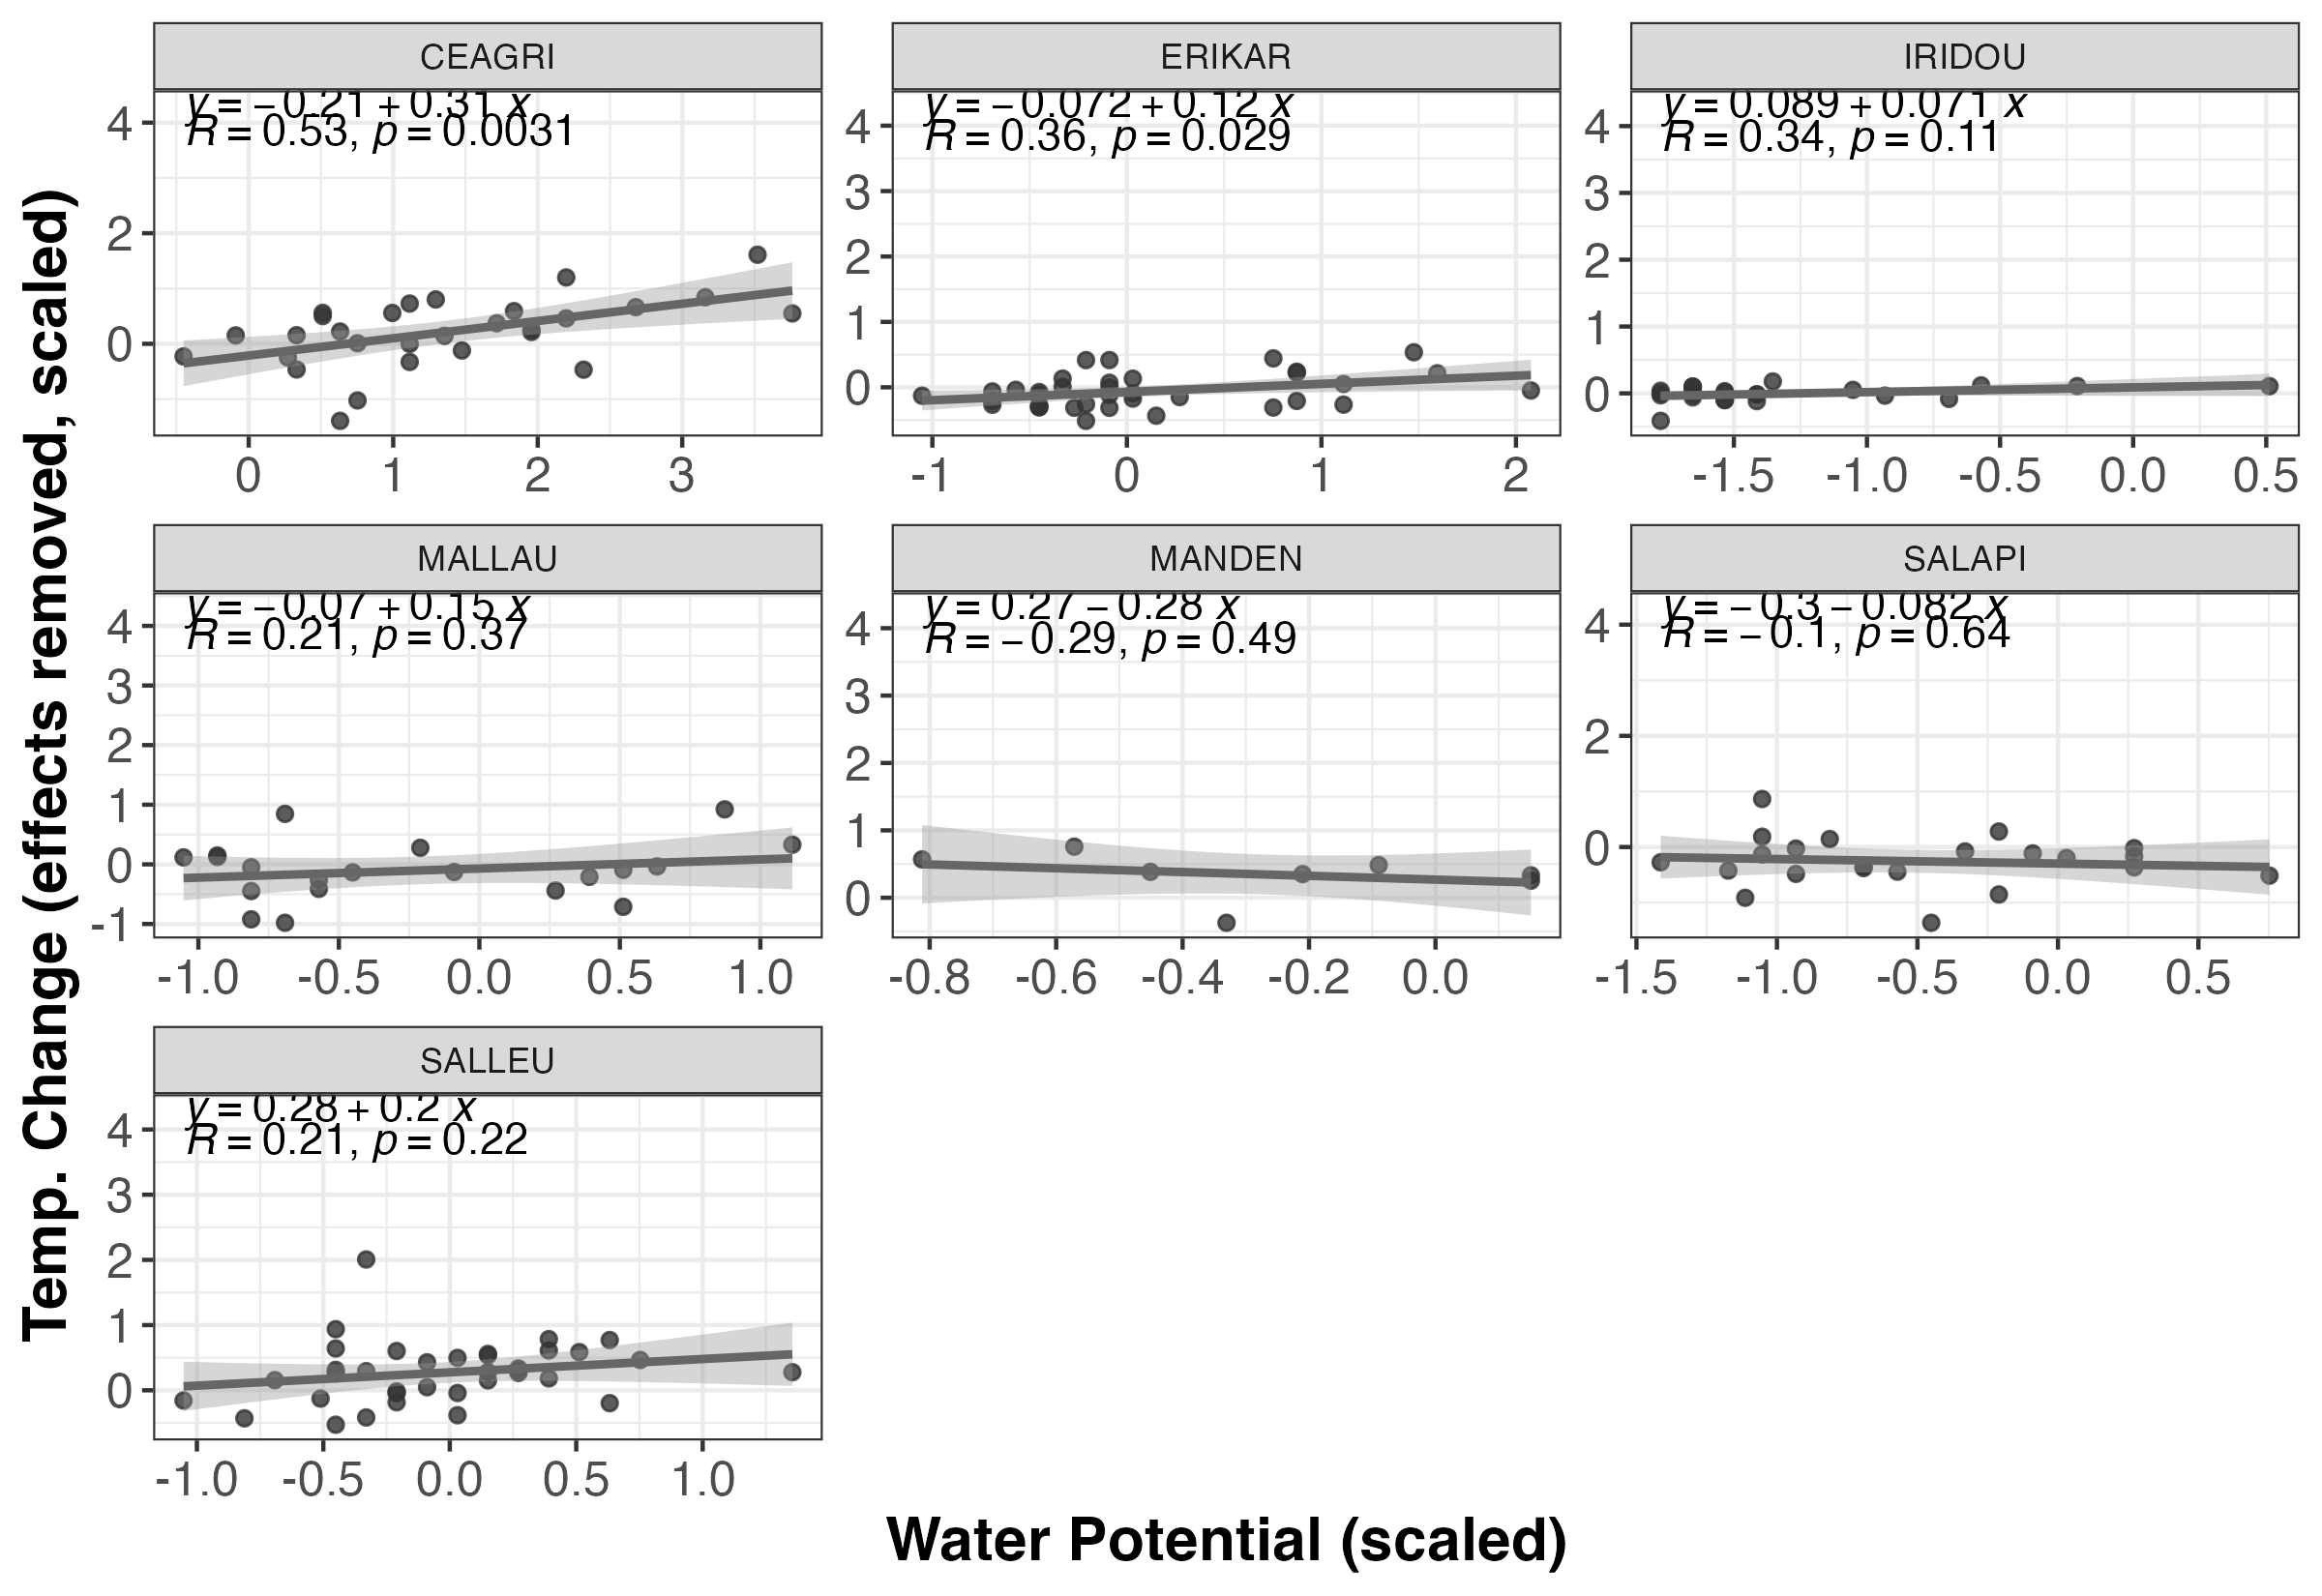 CEAGRI
y = −0.21 + 0.31 x
R = 0.53, p = 0.0031
4
2
0
0 1 2 3
ERIKAR
y = −0.072 + 0.12 x
R = 0.36, p = 0.029
4
3
2
1
0
-1 0 1 2
IRIDOU
y = 0.089 + 0.071 x
R = 0.34, p = 0.11
4
3
2
1
0
-1.5 -1.0 -0.5 0.0 0.5
MALLAU
y = −0.07 + 0.15 x
R = 0.21, p = 0.37
4
3
2
1
0
-1
-1.0 -0.5 0.0 0.5 1.0
MANDEN
y = 0.27 − 0.28 x
R = −0.29, p = 0.49
4
3
2
1
0
-0.8 -0.6 -0.4 -0.2 0.0
SALAPI
y = −0.3 − 0.082 x
R = −0.1, p = 0.64
4
2
0
-1.5 -1.0 -0.5 0.0 0.5
SALLEU
y = 0.28 + 0.2 x
R = 0.21, p = 0.22
4
3
2
1
0
-1.0 -0.5 0.0 0.5 1.0
Temp. Change (effects removed, scaled)
Water Potential (scaled)